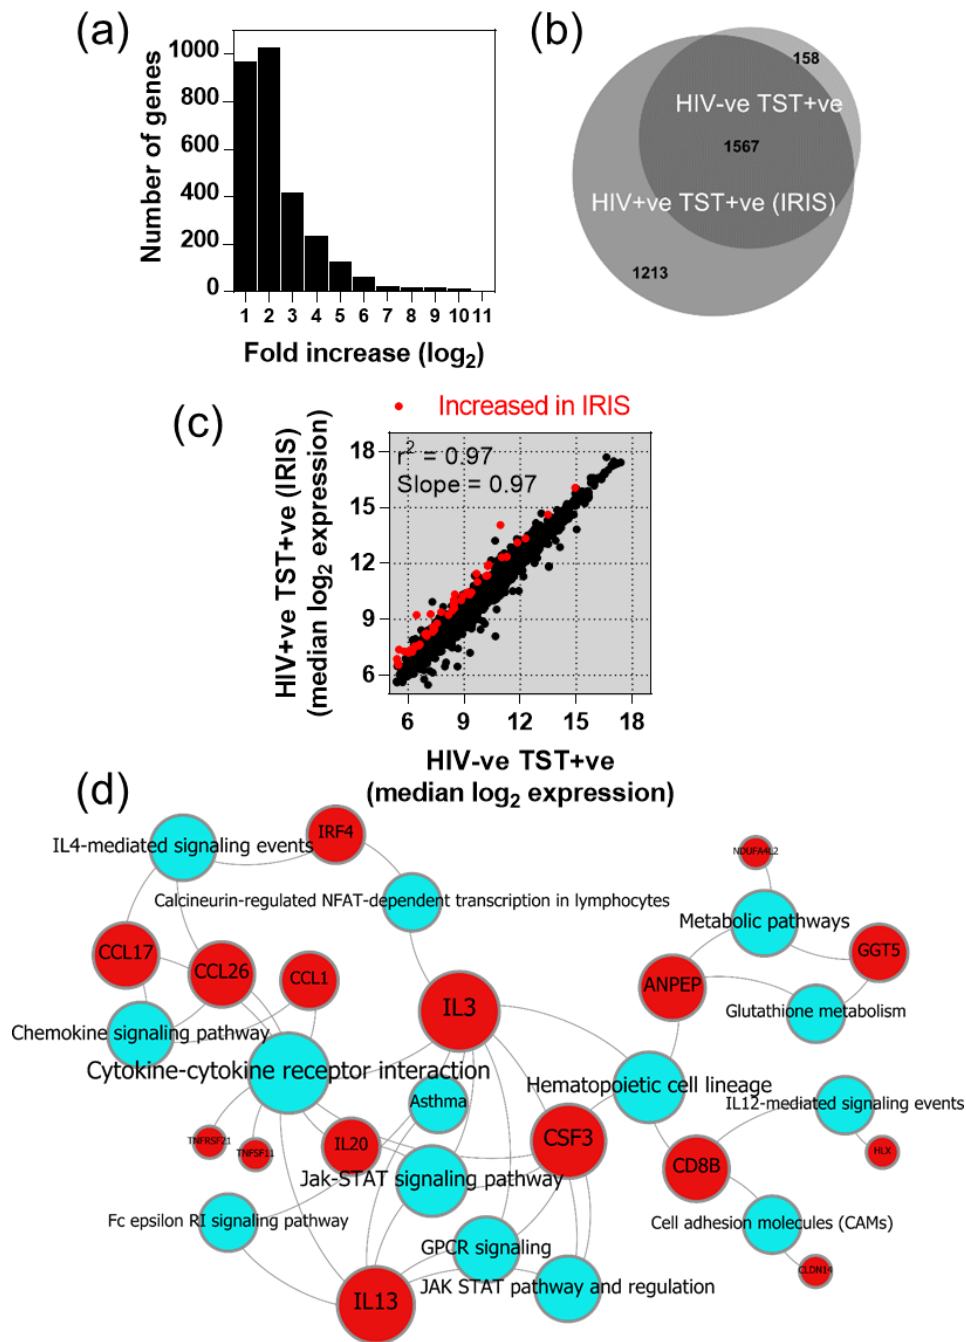 (a)
Number of genes
1000
800
600
400
200
0
1 2 3 4 5 6 7 8 9 10 11
Fold increase (log2)
(b)
158
HIV-ve TST+ve
1567
HIV+ve TST+ve (IRIS)
1213
(c)
Increased in IRIS
HIV+ve TST+ve (IRIS)
(median log2 expression)
r2 = 0.97
Slope = 0.97
18
15
12
9
6
6 9 12 15 18
HIV-ve TST+ve
(median log2 expression)
(d)
IRF4
IL4-mediated signaling events
NDUFA4L2
Calcineurin-regulated NFAT-dependent transcription in lymphocytes
Metabolic pathways
CCL17
CCL26
CCL1
GGT5
ANPEP
IL3
Glutathione metabolism
Chemokine signaling pathway
Cytokine-cytokine receptor interaction
Hematopoietic cell lineage
Asthma
IL12-mediated signaling events
TNFRSF21
TNFSF11
IL20
CSF3
HLX
CD8B
Jak-STAT signaling pathway
Fc epsilon RI signaling pathway
Cell adhesion molecules (CAMs)
GPCR signaling
CLDN14
JAK STAT pathway and regulation
IL13